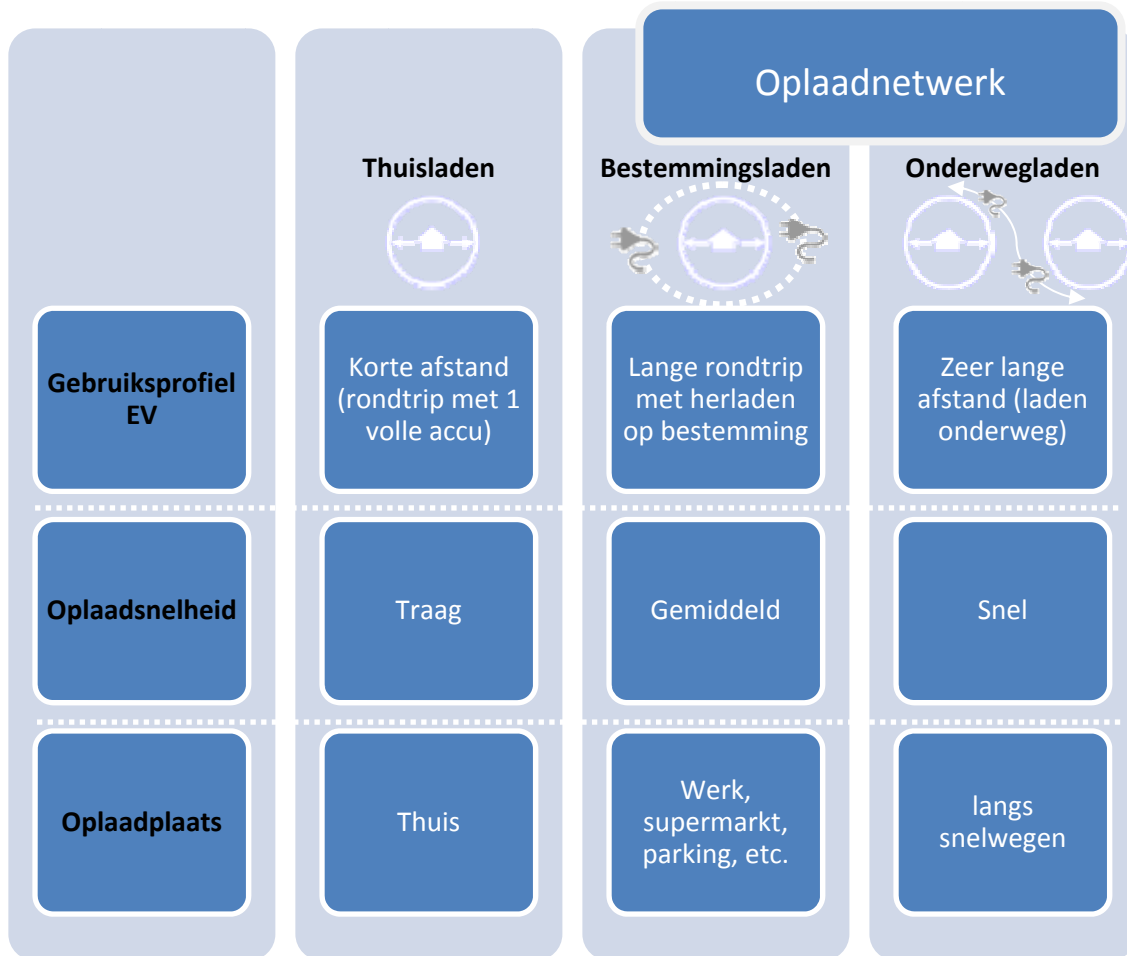 Oplaadnetwerk
Thuisladen
Bestemmingsladen
Onderwegladen
Gebruiksprofiel
EV
Korte afstand
(rondtrip met 1
volle accu)
Lange rondtrip
met herladen
op bestemming
Zeer lange
afstand (laden
onderweg)
Oplaadsnelheid
Traag
Gemiddeld
Snel
Oplaadplaats
Thuis
Werk,
supermarkt,
parking, etc.
langs
snelwegen